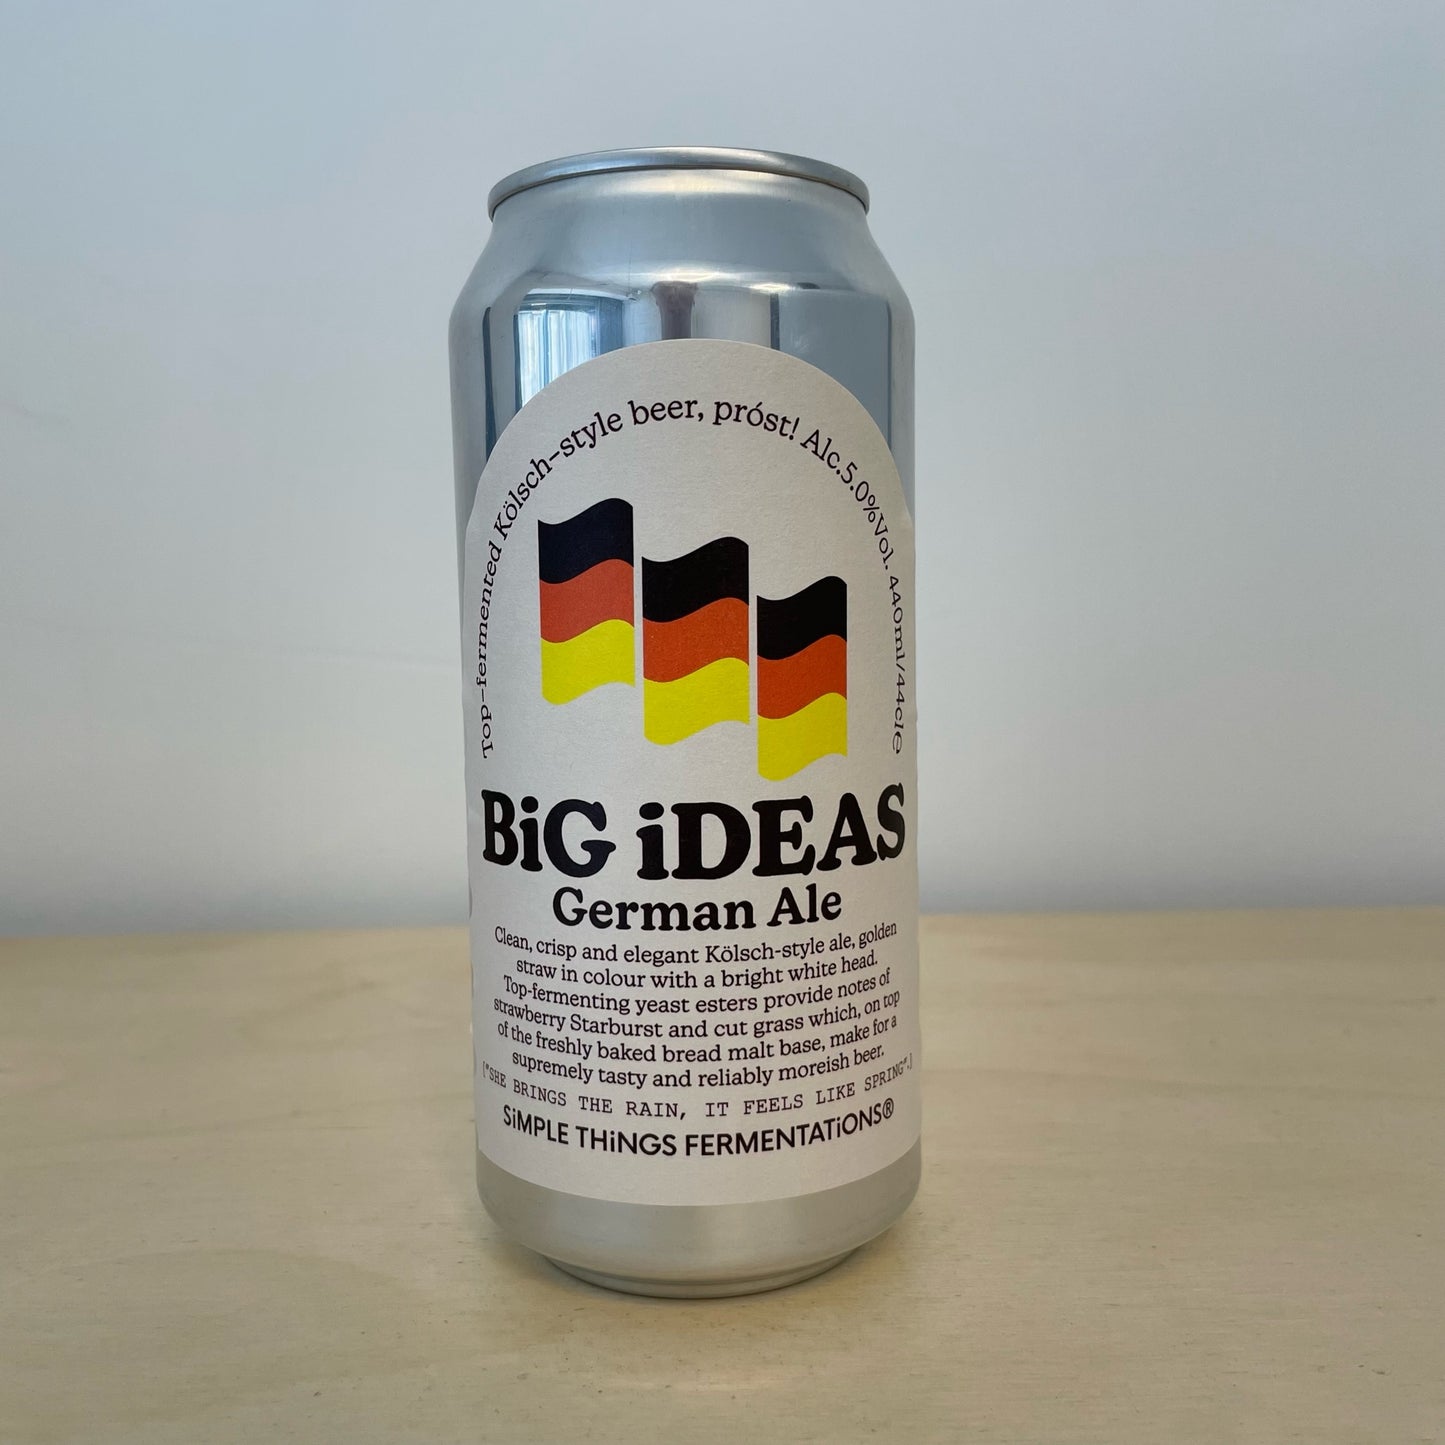 Top-fermented Kölsch-style beer, próst! Alc.5.0%Vol. 440ml/44cl℮
BiG iDEAS
German Ale
Clean, crisp and elegant Kölsch-style ale, golden
straw in colour with a bright white head.
Top-fermenting yeast esters provide notes of
strawberry Starburst and cut grass which, on top
of the freshly baked bread malt base, make for a
supremely tasty and reliably moreish beer.
["SHE BRINGS THE RAIN, IT FEELS LIKE SPRING".]
SiMPLE THiNGS FERMENTATiONS®